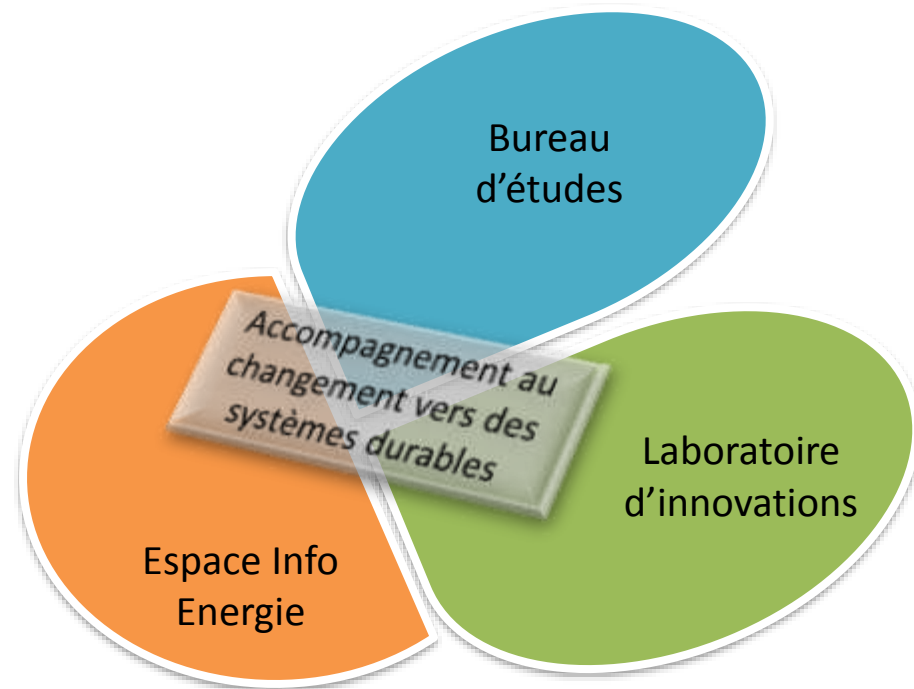 Bureau
d’études
Accompagnement au
changement vers des
systèmes durables
Laboratoire
d’innovations
Espace Info
Energie